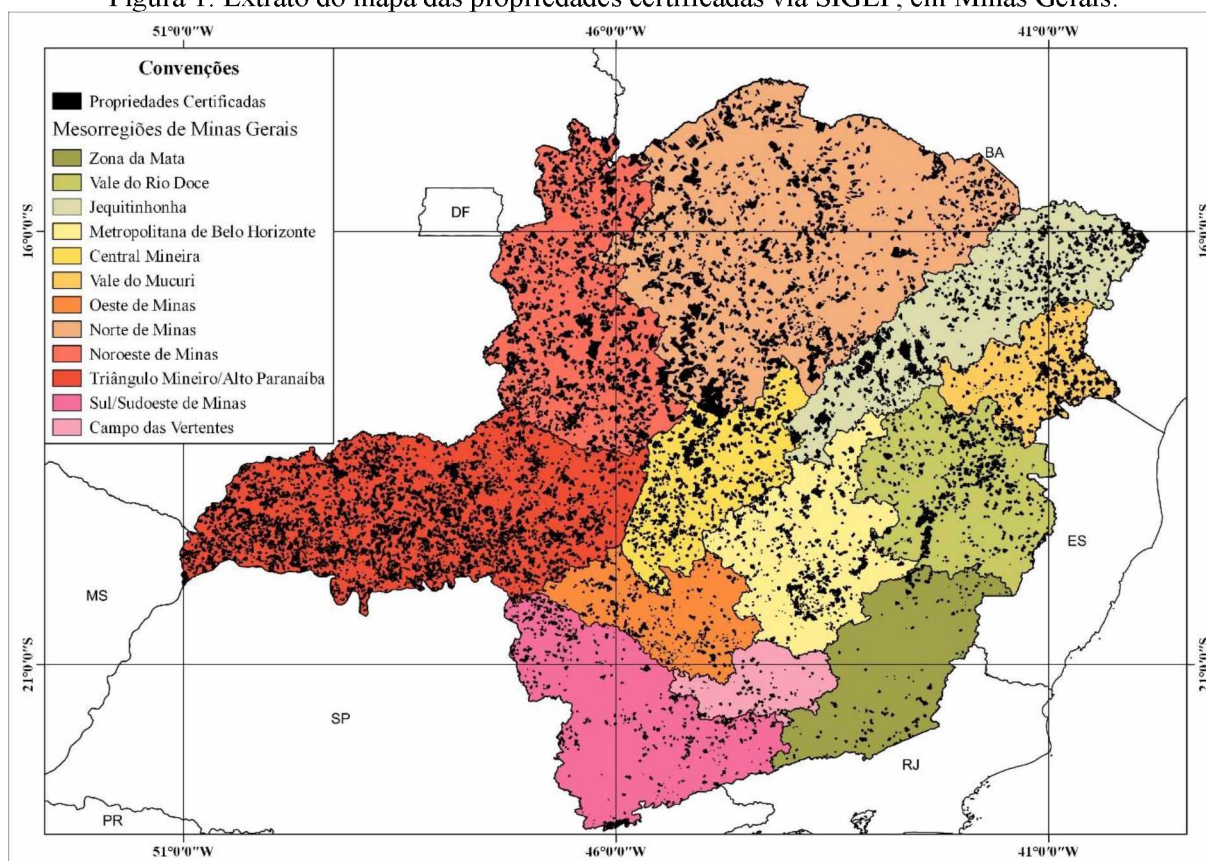 Figura 1. Extrato do mapa das propriedades certificadas via SIGEF, em Minas Gerais.
51°0'0"W 46°0'0"W 41°0'0"W
Convenções
Propriedades Certificadas
Mesorregiões de Minas Gerais
Zona da Mata
Vale do Rio Doce
Jequitinhonha
Metropolitana de Belo Horizonte
Central Mineira
Vale do Mucuri
Oeste de Minas
Norte de Minas
Noroeste de Minas
Triângulo Mineiro/Alto Paranaíba
Sul/Sudoeste de Minas
Campo das Vertentes
BA
DF
16°0'0"S 16°0'0"S
ES
MS
21°0'0"S 21°0'0"S
SP
RJ
PR
51°0'0"W 46°0'0"W 41°0'0"W